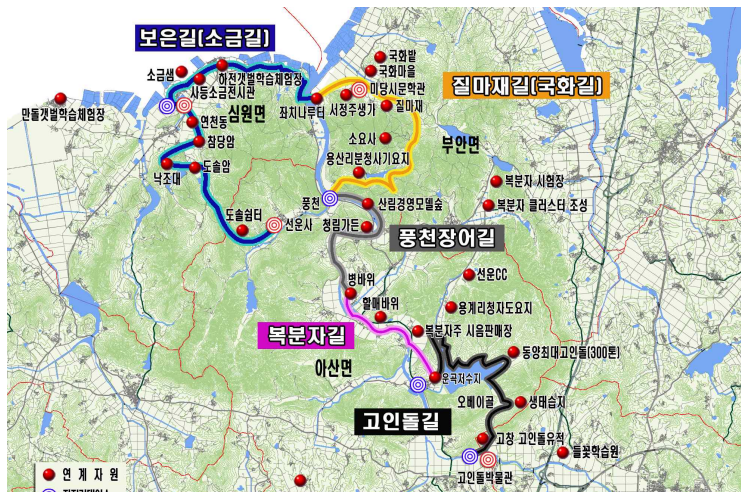 보은길(소금길)
국화밭
소금샘
하전갯벌학습체험장
국화마을
질마재길(국화길)
사등소금전시관
미당시문학관
만돌갯벌학습체험장
심원면
좌치나루터
서정주생가
질마재
연천동
참당암
소요사
부안면
용산리분청사기요지
낙조대
도솔암
복분자 시험장
풍천
산림경영모델숲
복분자 클러스터 조성
도솔쉼터
선운사
청림가든
풍천장어길
선운CC
병바위
할매바위
용계리청자도요지
복분자길
복분자주 시음판매장
아산면
동양최대고인돌(300톤)
운곡저수지
고인돌길
오베이골
생태습지
고창 고인돌유적
들꽃학습원
고인돌박물관
연 계 자 원